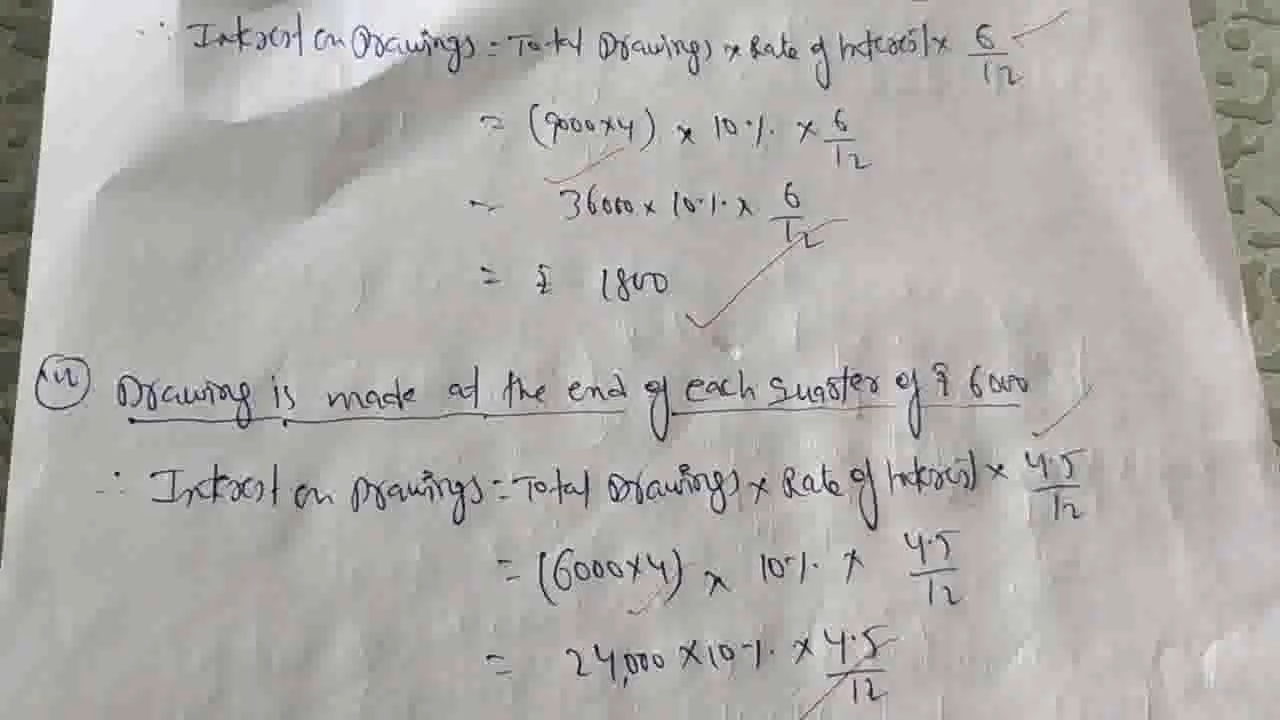 ∴ Interest on Drawings = Total Drawings × Rate of Interest × 6/12
= (9000×4) × 10% × 6/12
= 36000 × 10% × 6/12
= ₹ 1800
Drawing is made at the end of each Quarter of ₹ 6000
∴ Interest on Drawings = Total Drawings × Rate of Interest × 4.5/12
= (6000×4) × 10% × 4.5/12
= 24,000 × 10% × 4.5/12